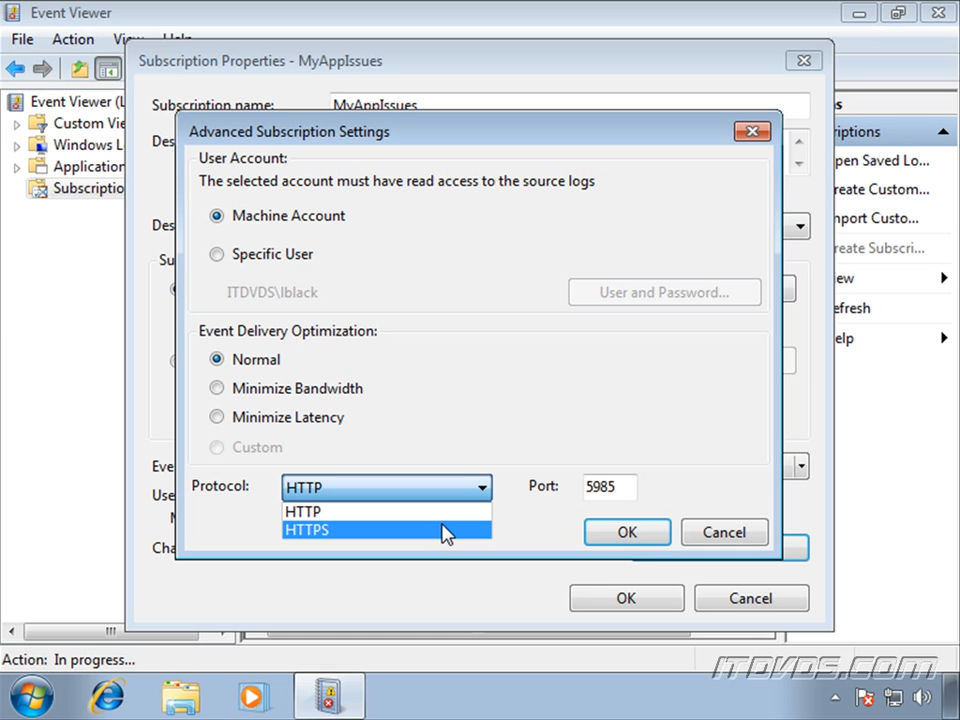 Event Viewer
File Action View Help
Subscription Properties - MyAppIssues
Event Viewer (L
Custom Vie
Windows L
Application
Subscriptio
Subscription name: MyAppIssues
Des
Des
Su
Eve
Use
M
Cha
Advanced Subscription Settings
User Account:
The selected account must have read access to the source logs
Machine Account
Specific User
ITDVDS\lblack User and Password...
Event Delivery Optimization:
Normal
Minimize Bandwidth
Minimize Latency
Custom
Protocol: HTTP Port: 5985
HTTP
HTTPS
OK Cancel
OK Cancel
s
riptions
pen Saved Lo...
reate Custom...
mport Custo...
reate Subscri...
iew
efresh
elp
Action: In progress...
ITDVDS.COM